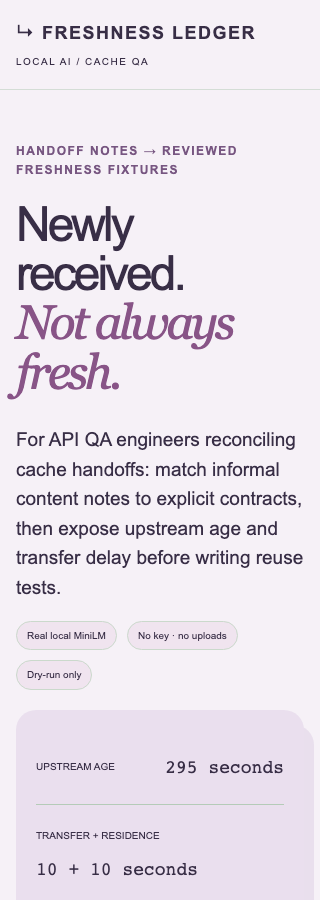 ↳ FRESHNESS LEDGER
LOCAL AI / CACHE QA
HANDOFF NOTES → REVIEWED
FRESHNESS FIXTURES
Newly
received.
Not always
fresh.
For API QA engineers reconciling
cache handoffs: match informal
content notes to explicit contracts,
then expose upstream age and
transfer delay before writing reuse
tests.
Real local MiniLM
No key · no uploads
Dry-run only
UPSTREAM AGE
295 seconds
TRANSFER + RESIDENCE
10 + 10 seconds